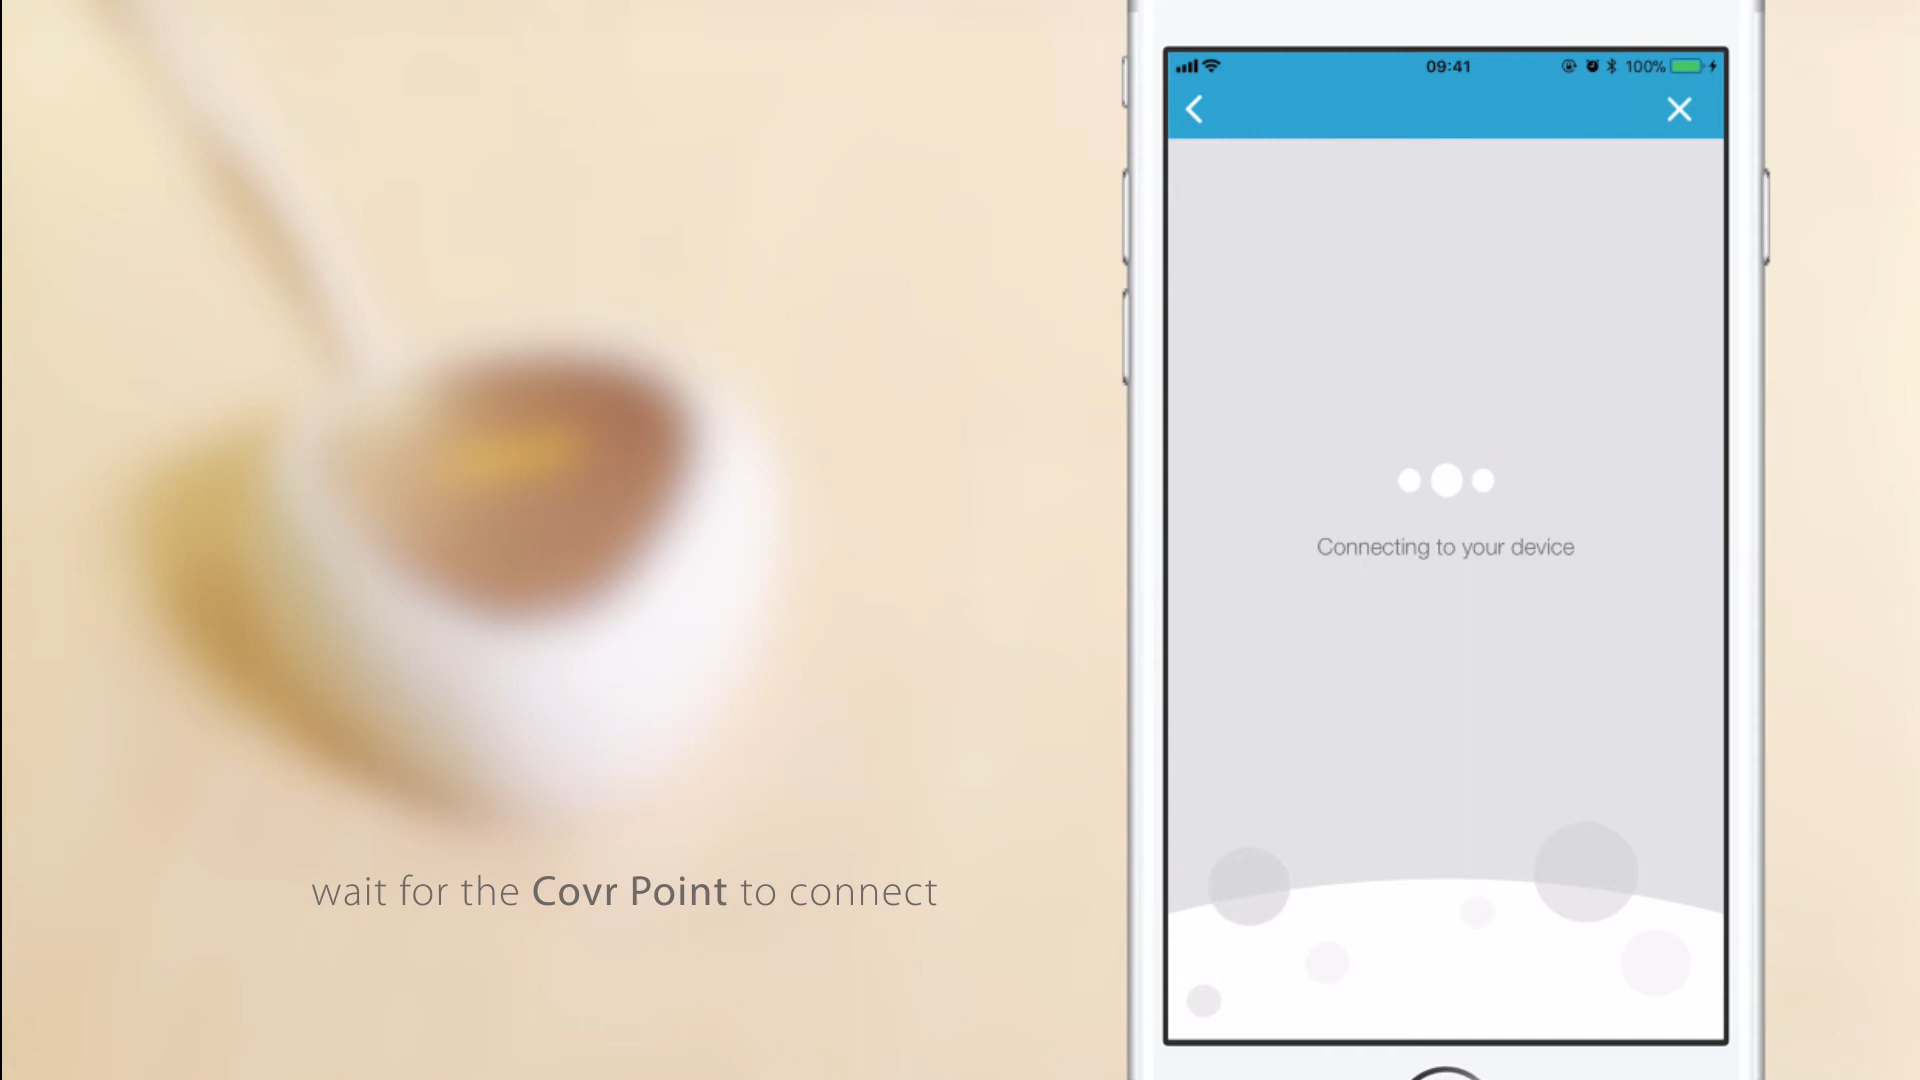 09:41
100%
Connecting to your device
wait for the Covr Point to connect